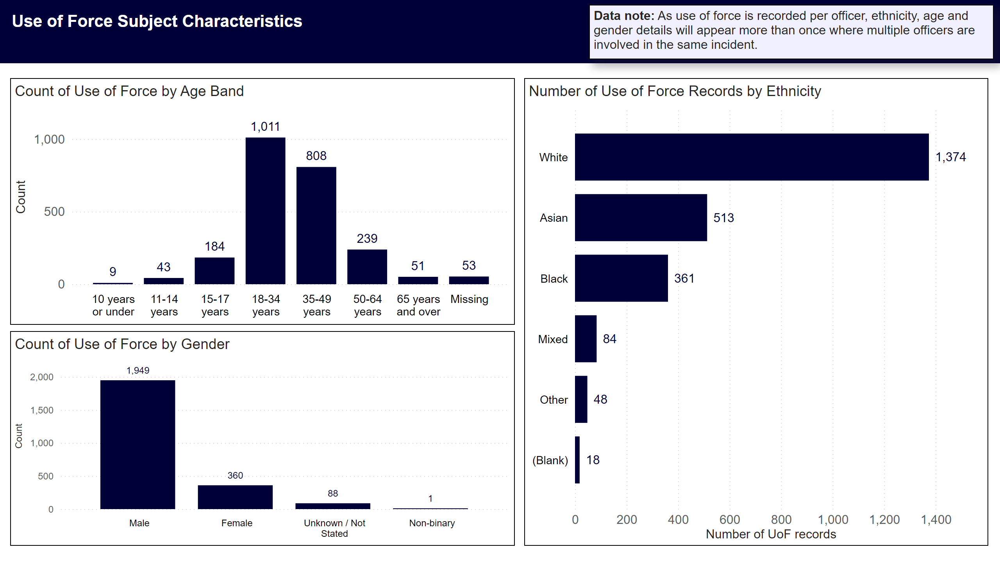 Use of Force Subject Characteristics
Data note: As use of force is recorded per officer, ethnicity, age and
gender details will appear more than once where multiple officers are
involved in the same incident.
Count of Use of Force by Age Band
Count
1,000
500
0
9
43
184
1,011
808
239
51
53
10 years
or under
11-14
years
15-17
years
18-34
years
35-49
years
50-64
years
65 years
and over
Missing
Count of Use of Force by Gender
Count
2,000
1,500
1,000
500
0
1,949
360
88
1
Male
Female
Unknown / Not
Stated
Non-binary
Number of Use of Force Records by Ethnicity
White
1,374
Asian
513
Black
361
Mixed
84
Other
48
(Blank)
18
0
200
400
600
800
1,000
1,200
1,400
Number of UoF records